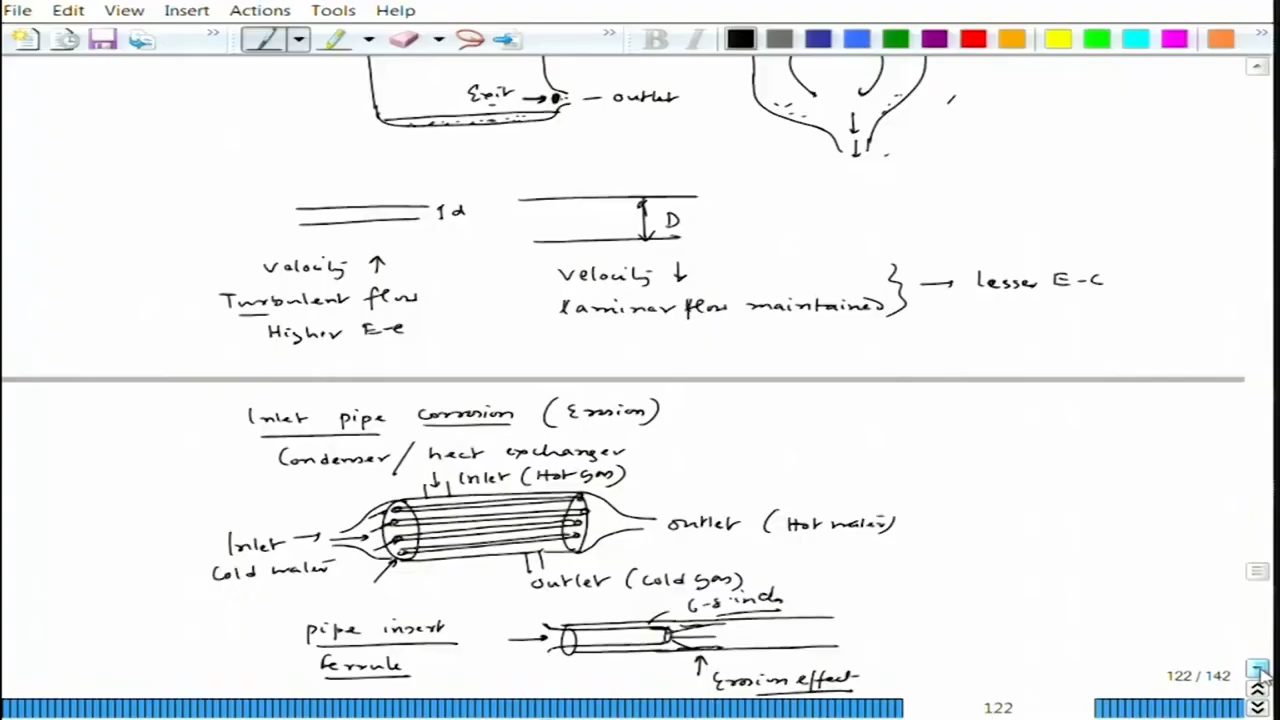 File Edit View Insert Actions Tools Help
B I
Exit → — outlet
d
D
velocity ↑
Turbulent flow
Higher E-C
velocity ↓
laminar flow maintained } → lesser E-C
Inlet pipe corrosion (Erosion)
Condenser / heat exchanger
Inlet (Hot gas)
outlet (Hot water)
Inlet →
cold water
outlet (cold gas)
6-8 inch
pipe insert
ferrule
Erosion effect
122 / 142
122